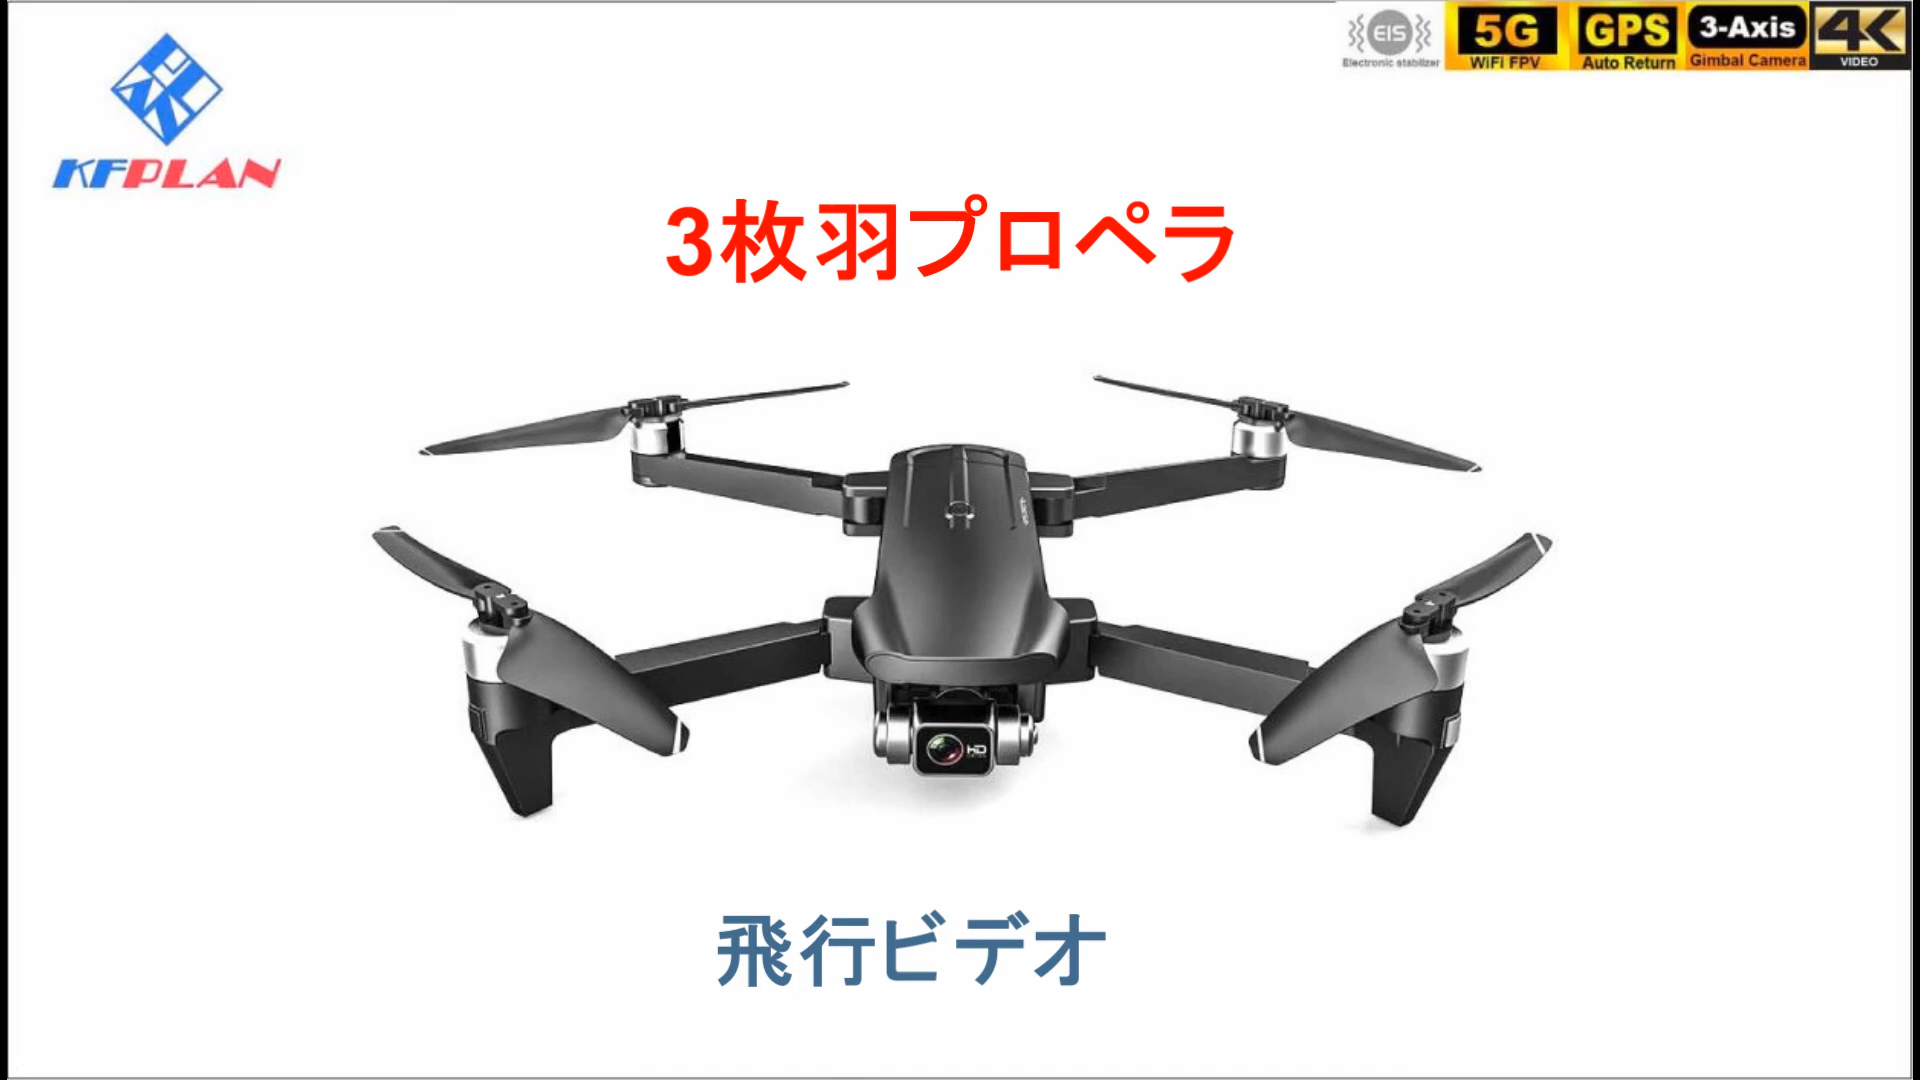 KFPLAN
EIS
Electronic stabilizer
5G
WiFi FPV
GPS
Auto Return
3-Axis
Gimbal Camera
4K
VIDEO
3枚羽プロペラ
HD
飛行ビデオ